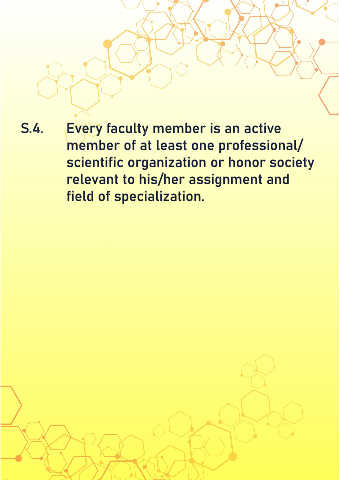 S.4. Every faculty member is an active
member of at least one professional/
scientific organization or honor society
relevant to his/her assignment and
field of specialization.